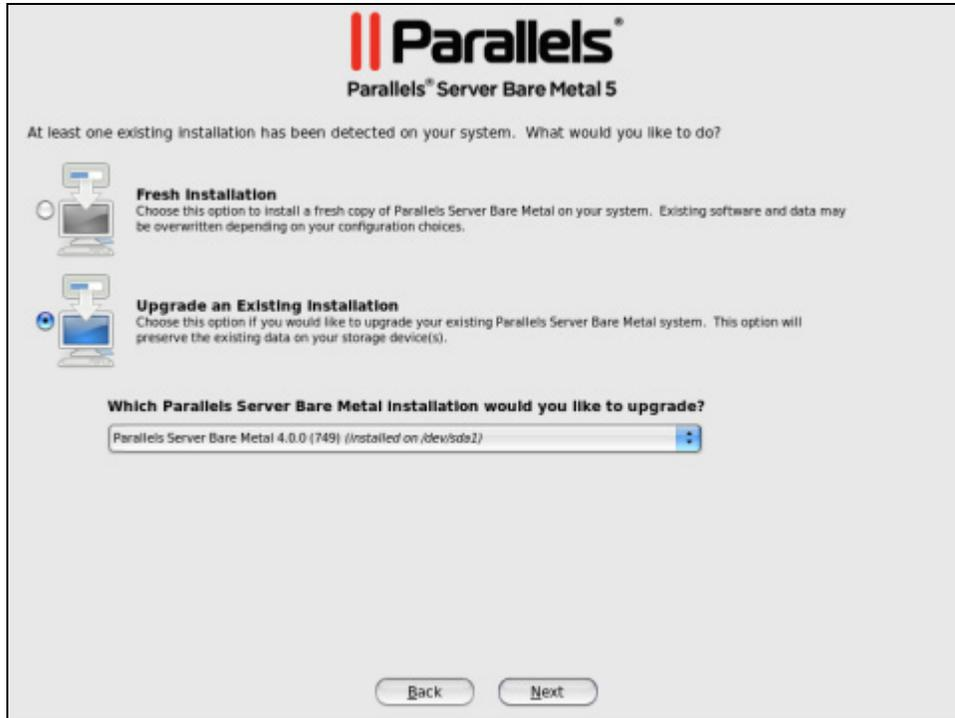 Parallels®
Parallels® Server Bare Metal 5
At least one existing installation has been detected on your system. What would you like to do?
Fresh Installation
Choose this option to install a fresh copy of Parallels Server Bare Metal on your system. Existing software and data may
be overwritten depending on your configuration choices.
Upgrade an Existing Installation
Choose this option if you would like to upgrade your existing Parallels Server Bare Metal system. This option will
preserve the existing data on your storage device(s).
Which Parallels Server Bare Metal installation would you like to upgrade?
Parallels Server Bare Metal 4.0.0 (749) (installed on /dev/sda1)
Back Next